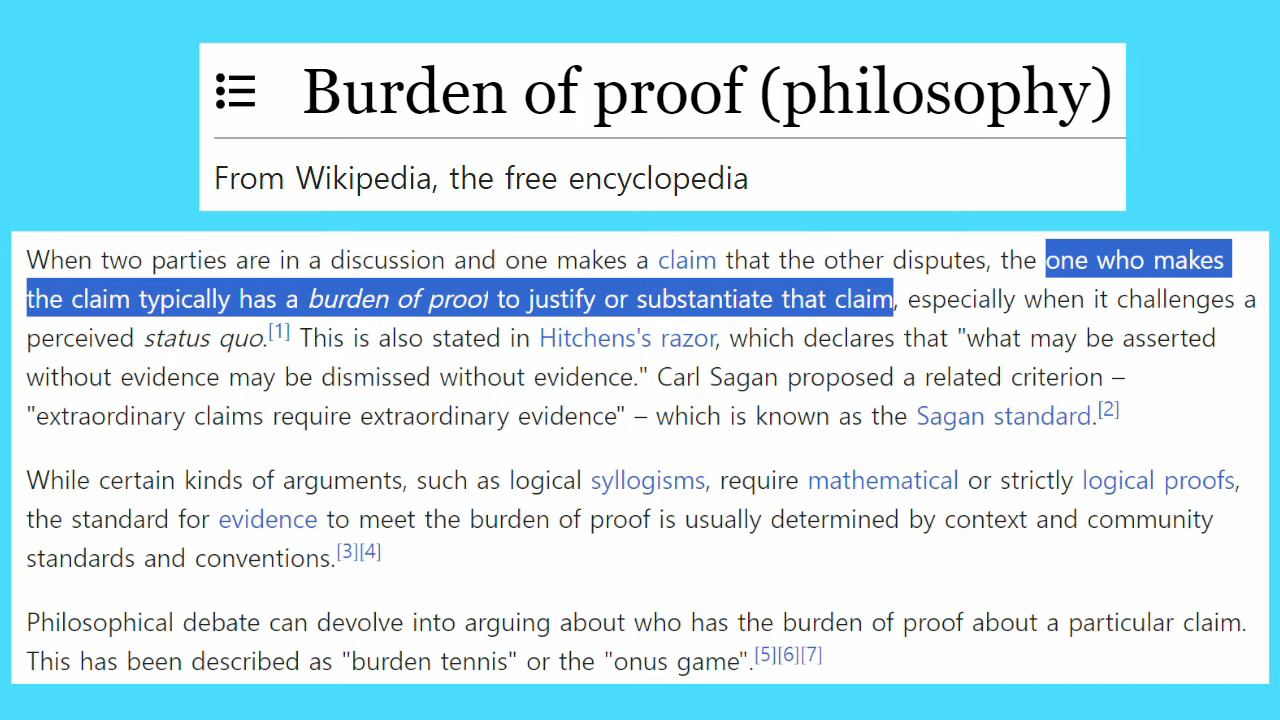 Burden of proof (philosophy)
From Wikipedia, the free encyclopedia
When two parties are in a discussion and one makes a claim that the other disputes, the one who makes
the claim typically has a burden of proof to justify or substantiate that claim, especially when it challenges a
perceived status quo.[1] This is also stated in Hitchens's razor, which declares that "what may be asserted
without evidence may be dismissed without evidence." Carl Sagan proposed a related criterion –
"extraordinary claims require extraordinary evidence" – which is known as the Sagan standard.[2]
While certain kinds of arguments, such as logical syllogisms, require mathematical or strictly logical proofs,
the standard for evidence to meet the burden of proof is usually determined by context and community
standards and conventions.[3][4]
Philosophical debate can devolve into arguing about who has the burden of proof about a particular claim.
This has been described as "burden tennis" or the "onus game".[5][6][7]